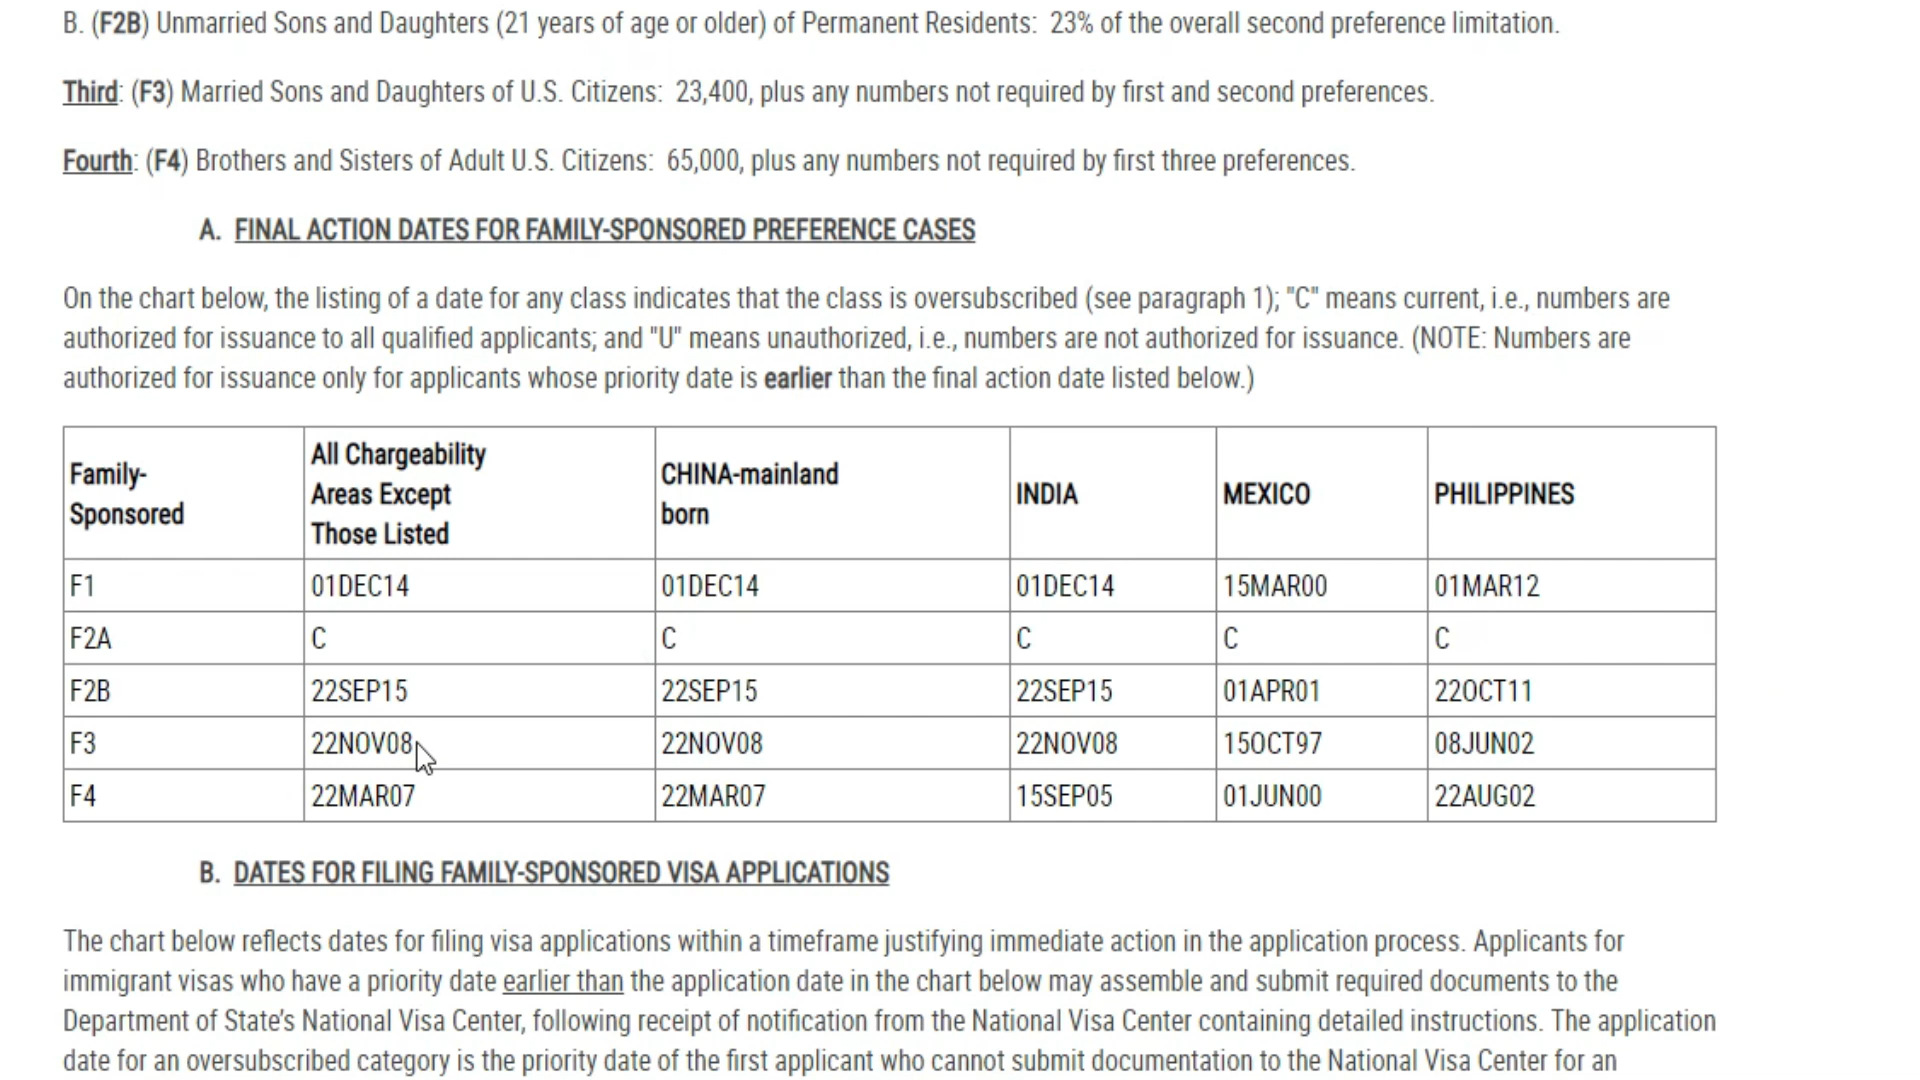 B. (F2B) Unmarried Sons and Daughters (21 years of age or older) of Permanent Residents: 23% of the overall second preference limitation.
Third: (F3) Married Sons and Daughters of U.S. Citizens: 23,400, plus any numbers not required by first and second preferences.
Fourth: (F4) Brothers and Sisters of Adult U.S. Citizens: 65,000, plus any numbers not required by first three preferences.
A. FINAL ACTION DATES FOR FAMILY-SPONSORED PREFERENCE CASES
On the chart below, the listing of a date for any class indicates that the class is oversubscribed (see paragraph 1); "C" means current, i.e., numbers are
authorized for issuance to all qualified applicants; and "U" means unauthorized, i.e., numbers are not authorized for issuance. (NOTE: Numbers are
authorized for issuance only for applicants whose priority date is earlier than the final action date listed below.)
Family-
Sponsored
All Chargeability
Areas Except
Those Listed
CHINA-mainland
born
INDIA
MEXICO
PHILIPPINES
F1 01DEC14 01DEC14 01DEC14 15MAR00 01MAR12
F2A C C C C C
F2B 22SEP15 22SEP15 22SEP15 01APR01 22OCT11
F3 22NOV08 22NOV08 22NOV08 15OCT97 08JUN02
F4 22MAR07 22MAR07 15SEP05 01JUN00 22AUG02
B. DATES FOR FILING FAMILY-SPONSORED VISA APPLICATIONS
The chart below reflects dates for filing visa applications within a timeframe justifying immediate action in the application process. Applicants for
immigrant visas who have a priority date earlier than the application date in the chart below may assemble and submit required documents to the
Department of State's National Visa Center, following receipt of notification from the National Visa Center containing detailed instructions. The application
date for an oversubscribed category is the priority date of the first applicant who cannot submit documentation to the National Visa Center for an